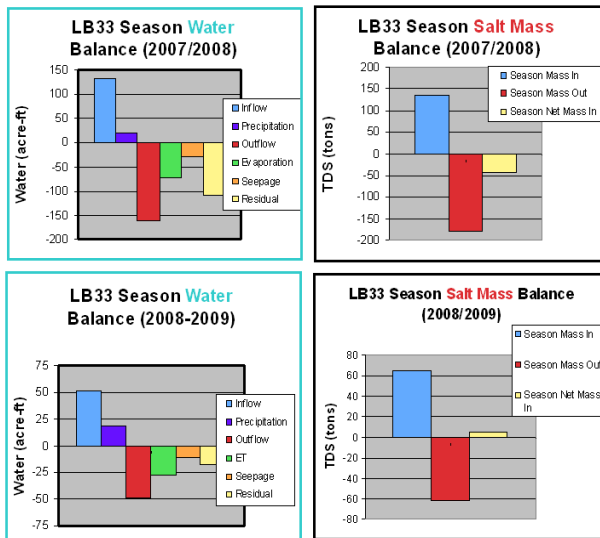 LB33 Season Water
Balance (2007/2008)
Water (acre-ft)
150
100
50
0
-50
-100
-150
-200
Inflow
Precipitation
Outflow
Evaporation
Seepage
Residual
LB33 Season Salt Mass
Balance (2007/2008)
TDS (tons)
200
150
100
50
0
-50
-100
-150
-200
Season Mass In
Season Mass Out
Season Net Mass In
LB33 Season Water
Balance (2008-2009)
Water (acre-ft)
75
50
25
0
-25
-50
-75
Inflow
Precipitation
Outflow
ET
Seepage
Residual
LB33 Season Salt Mass Balance
(2008/2009)
TDS (tons)
80
60
40
20
0
-20
-40
-60
-80
Season Mass In
Season Mass Out
Season Net Mass
In